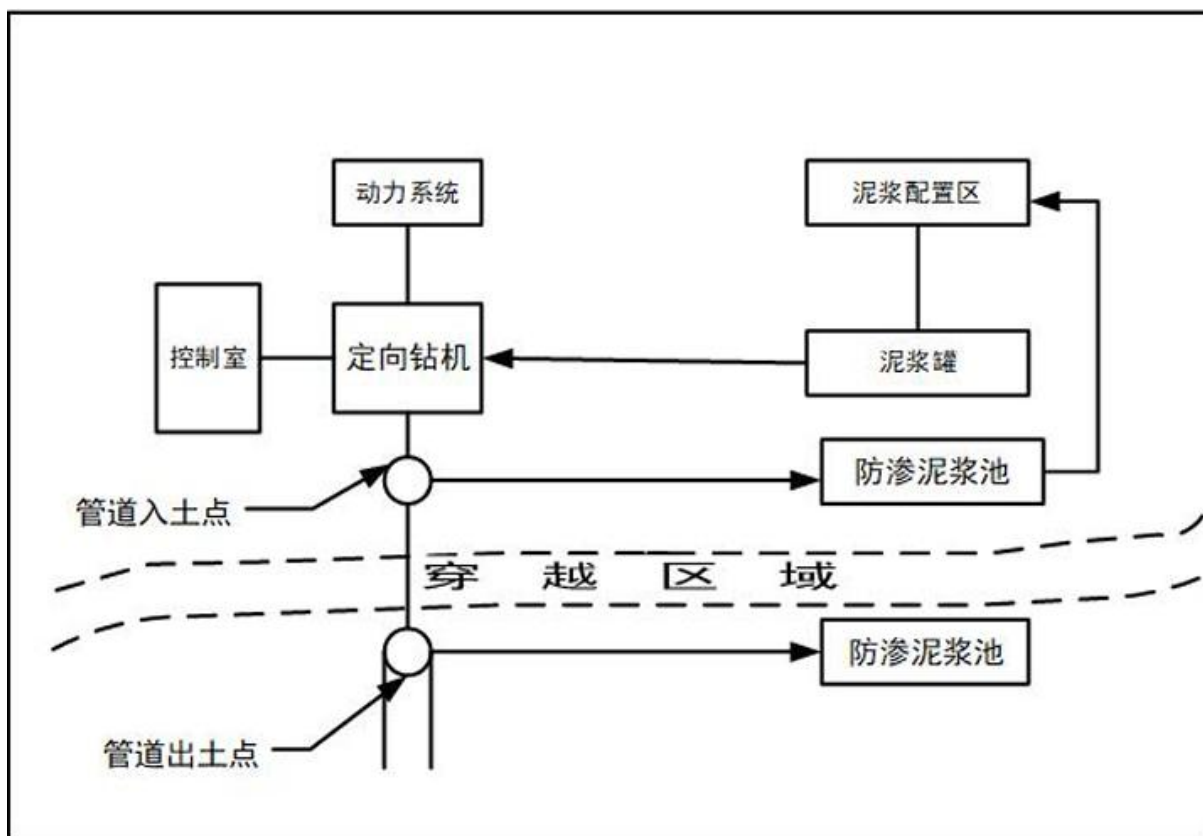 动力系统
泥浆配置区
控制室
定向钻机
泥浆罐
防渗泥浆池
管道入土点
穿越区域
防渗泥浆池
管道出土点